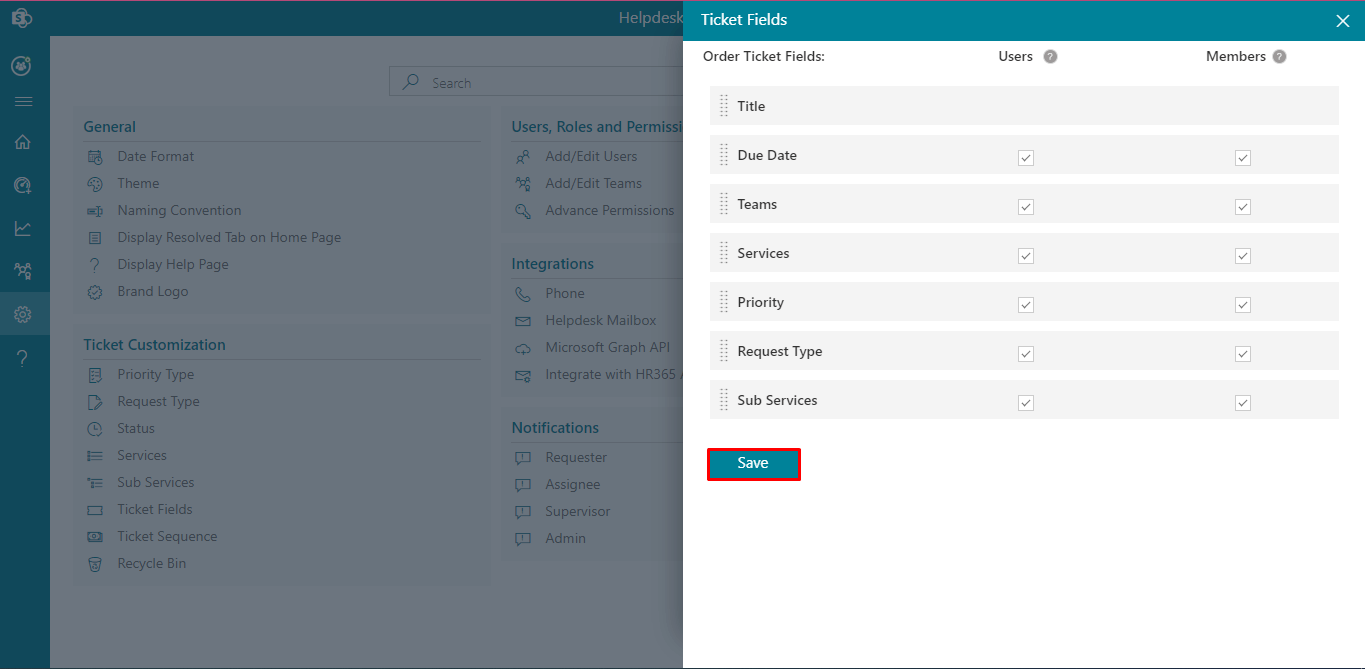 Helpdesk
Search
General
Date Format
Theme
Naming Convention
Display Resolved Tab on Home Page
Display Help Page
Brand Logo
Ticket Customization
Priority Type
Request Type
Status
Services
Sub Services
Ticket Fields
Ticket Sequence
Recycle Bin
Users, Roles and Permissi
Add/Edit Users
Add/Edit Teams
Advance Permissions
Integrations
Phone
Helpdesk Mailbox
Microsoft Graph API
Integrate with HR365 A
Notifications
Requester
Assignee
Supervisor
Admin
Ticket Fields
Order Ticket Fields: Users ? Members ?
Title
Due Date
Teams
Services
Priority
Request Type
Sub Services
Save